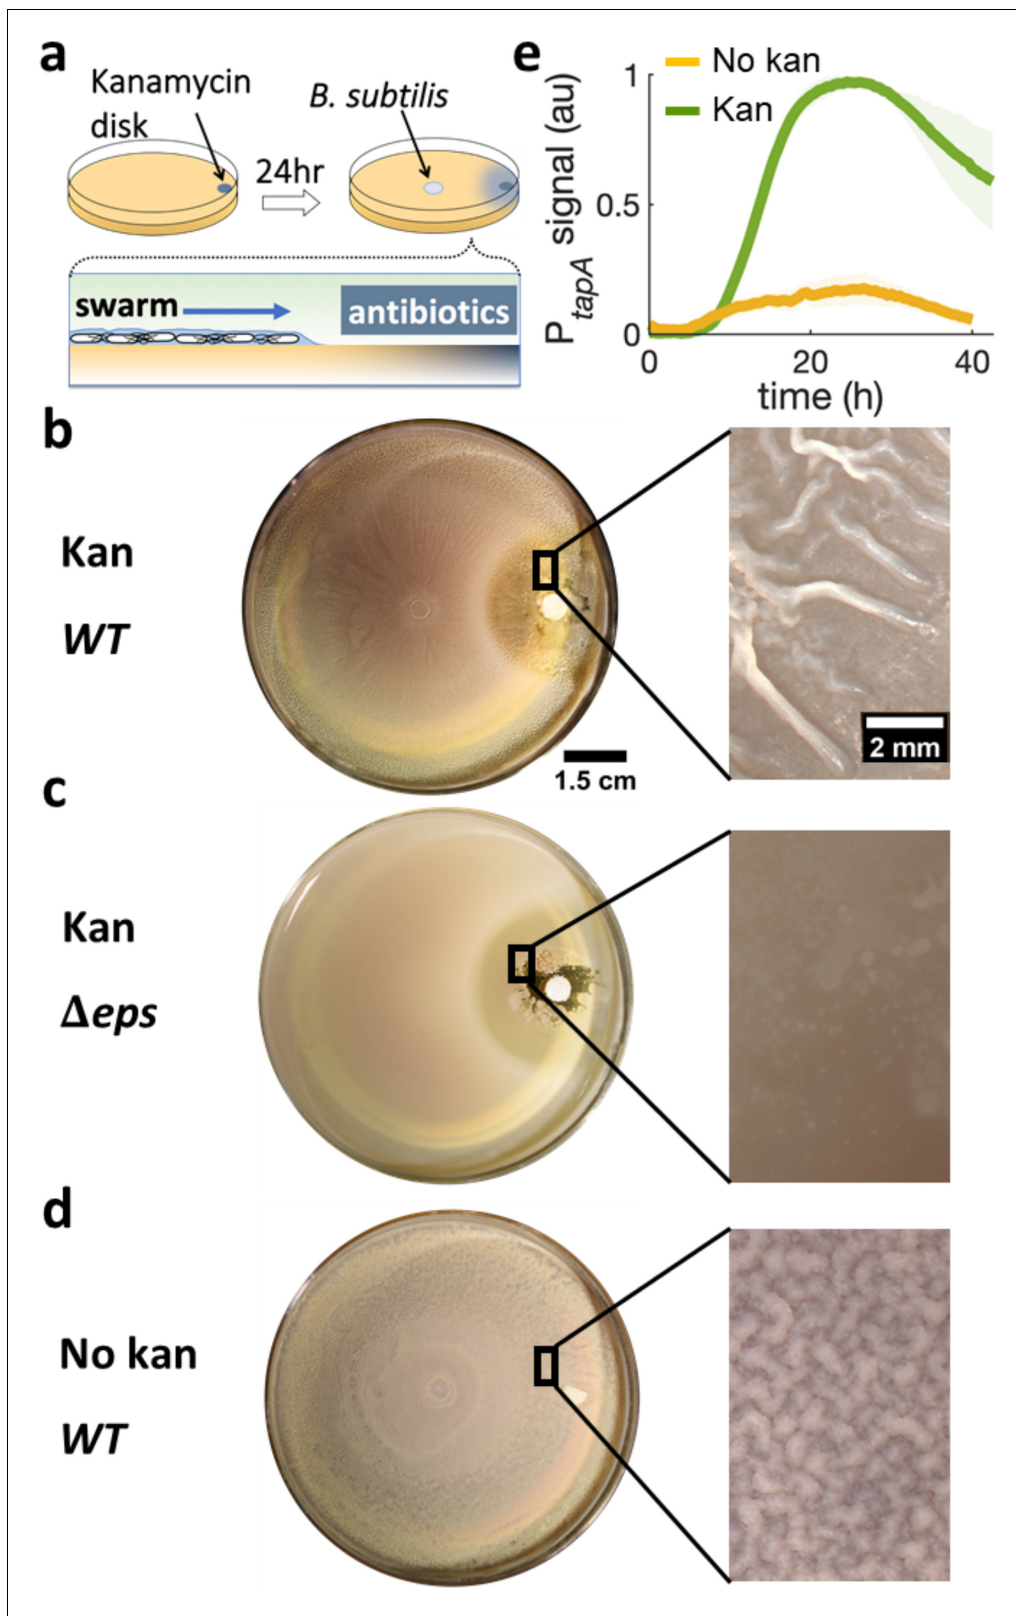 a
Kanamycin
disk
B. subtilis
24hr
swarm
antibiotics
e
No kan
Kan
P tapA signal (au)
1
0.5
0
0
20
40
time (h)
b
Kan
WT
1.5 cm
2 mm
c
Kan
Δeps
d
No kan
WT